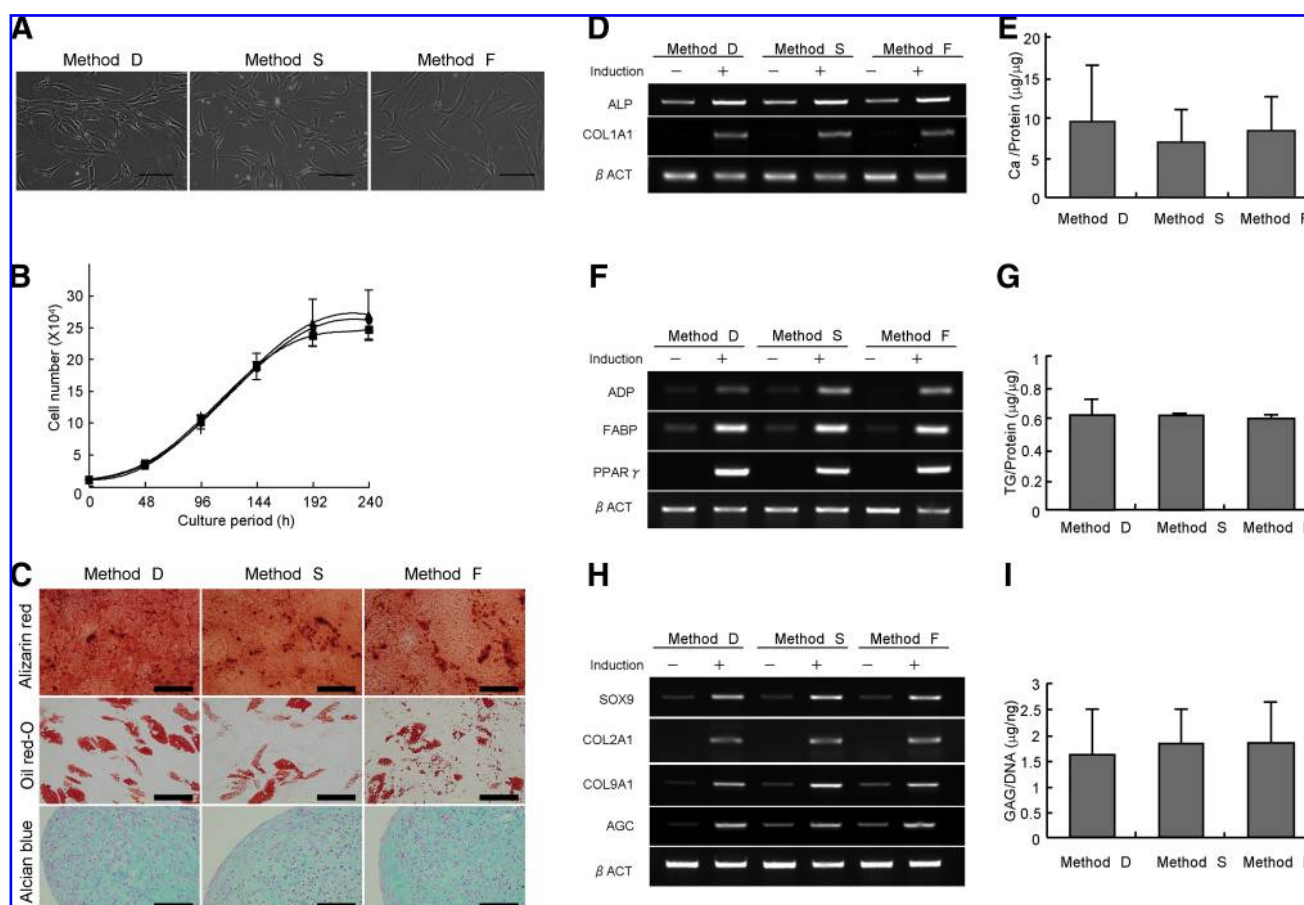 A
Method D Method S Method F
B
Cell number (X10⁴)
30
25
20
15
10
5
0
0 48 96 144 192 240
Culture period (h)
C
Method D Method S Method F
Alizarin red
Oil red-O
Alcian blue
D
Method D Method S Method F
Induction − + − + − +
ALP
COL1A1
β ACT
E
Ca /Protein (μg/μg)
20
15
10
5
0
Method D Method S Method F
F
Method D Method S Method F
Induction − + − + − +
ADP
FABP
PPAR γ
β ACT
G
TG/Protein (μg/μg)
1
0.8
0.6
0.4
0.2
0
Method D Method S Method
H
Method D Method S Method F
Induction − + − + − +
SOX9
COL2A1
COL9A1
AGC
β ACT
I
GAG/DNA (μg/ng)
3
2.5
2
1.5
1
0.5
0
Method D Method S Method